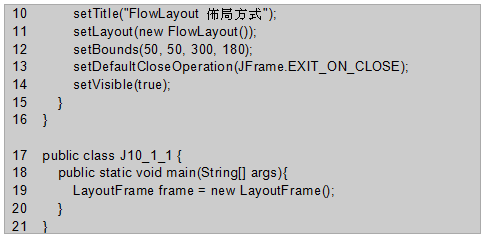 10 setTitle("FlowLayout 佈局方式");
11 setLayout(new FlowLayout());
12 setBounds(50, 50, 300, 180);
13 setDefaultCloseOperation(JFrame.EXIT_ON_CLOSE);
14 setVisible(true);
15 }
16 }
17 public class J10_1_1 {
18 public static void main(String[] args){
19 LayoutFrame frame = new LayoutFrame();
20 }
21 }